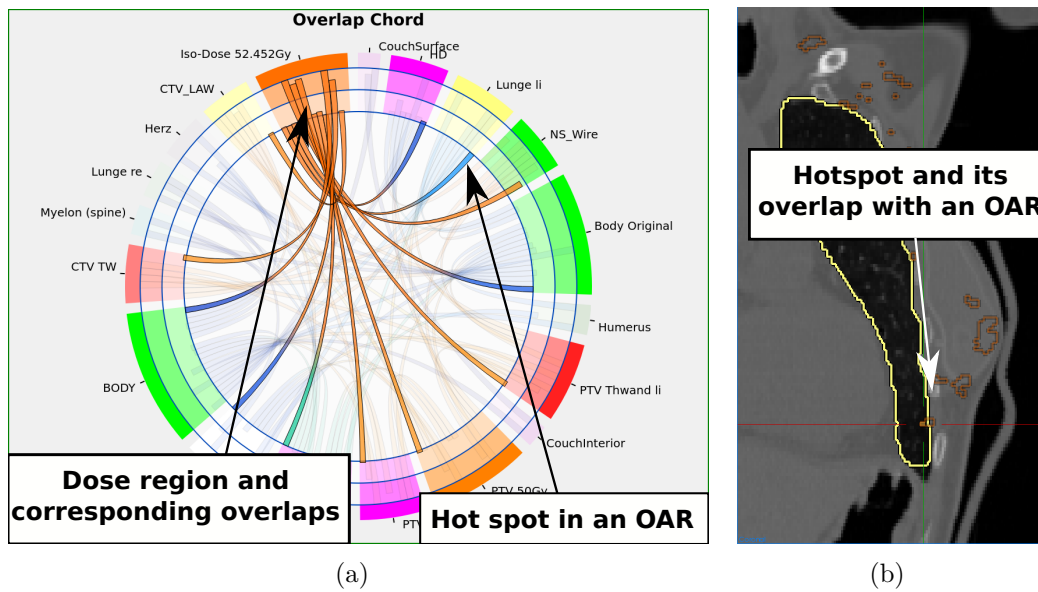 Overlap Chord
Iso-Dose 52.452Gy
CouchSurface
HD
CTV_LAW
Lunge li
Herz
NS_Wire
Lunge re
Myelon (spine)
Body Original
CTV TW
Humerus
BODY
PTV Thwand li
CouchInterior
PTV 50Gy
Dose region and
corresponding overlaps
Hot spot in an OAR
Hotspot and its
overlap with an OAR
(a)
(b)